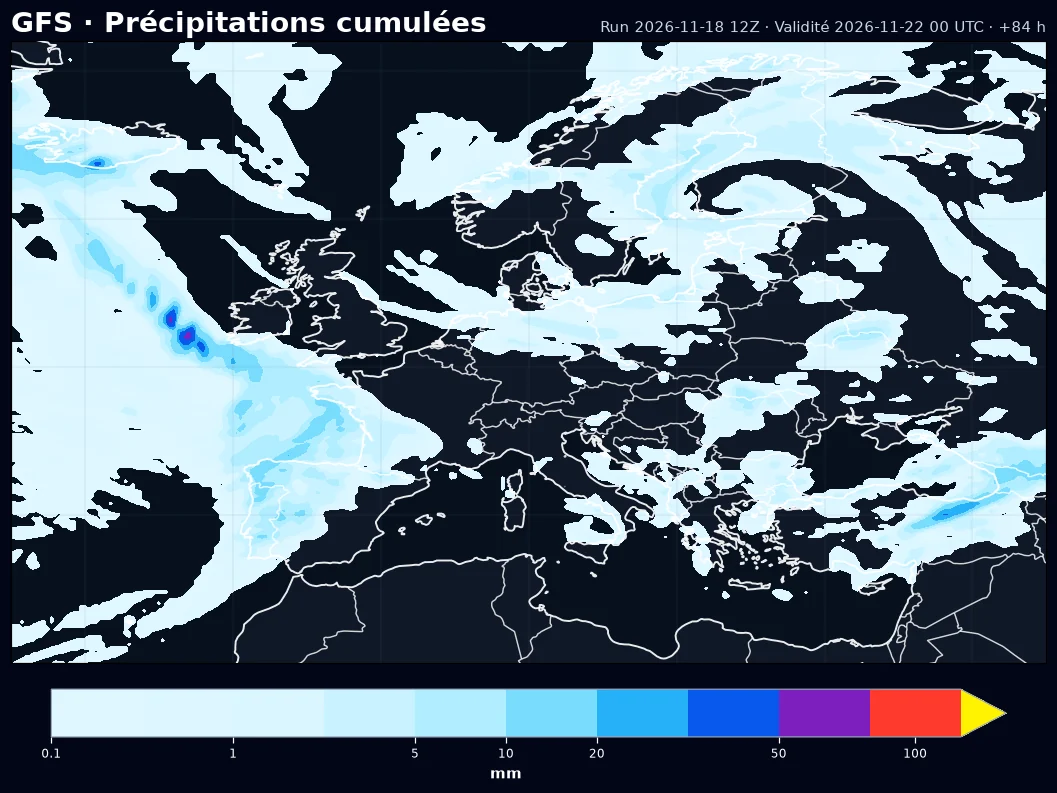 GFS · Précipitations cumulées
Run 2026-11-18 12Z · Validité 2026-11-22 00 UTC · +84 h
0.1 1 5 10 20 50 100
mm